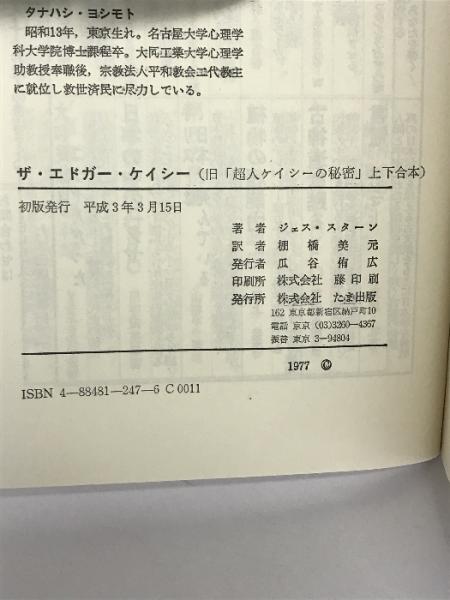 タナハシ・ヨシモト
昭和13年，東京生れ。名古屋大学心理学
科大学院博士課程卒。大同工業大学心理学
助教授奉職後，宗教法人平和教会二代教主
に就位し救世済民に尽力している。
ザ・エドガー・ケイシー（旧「超人ケイシーの秘密」上下合本）
初版発行　平成3年3月15日
著者　ジェス・スターン
訳者　棚橋美元
発行者　瓜谷侑広
印刷所　株式会社　藤印刷
発行所　株式会社　たま出版
162 東京都新宿区納戸町10
電話 東京 (03)3260—4367
振替 東京 3—94804
1977 ©
ISBN 4—88481—247—6 C 0011